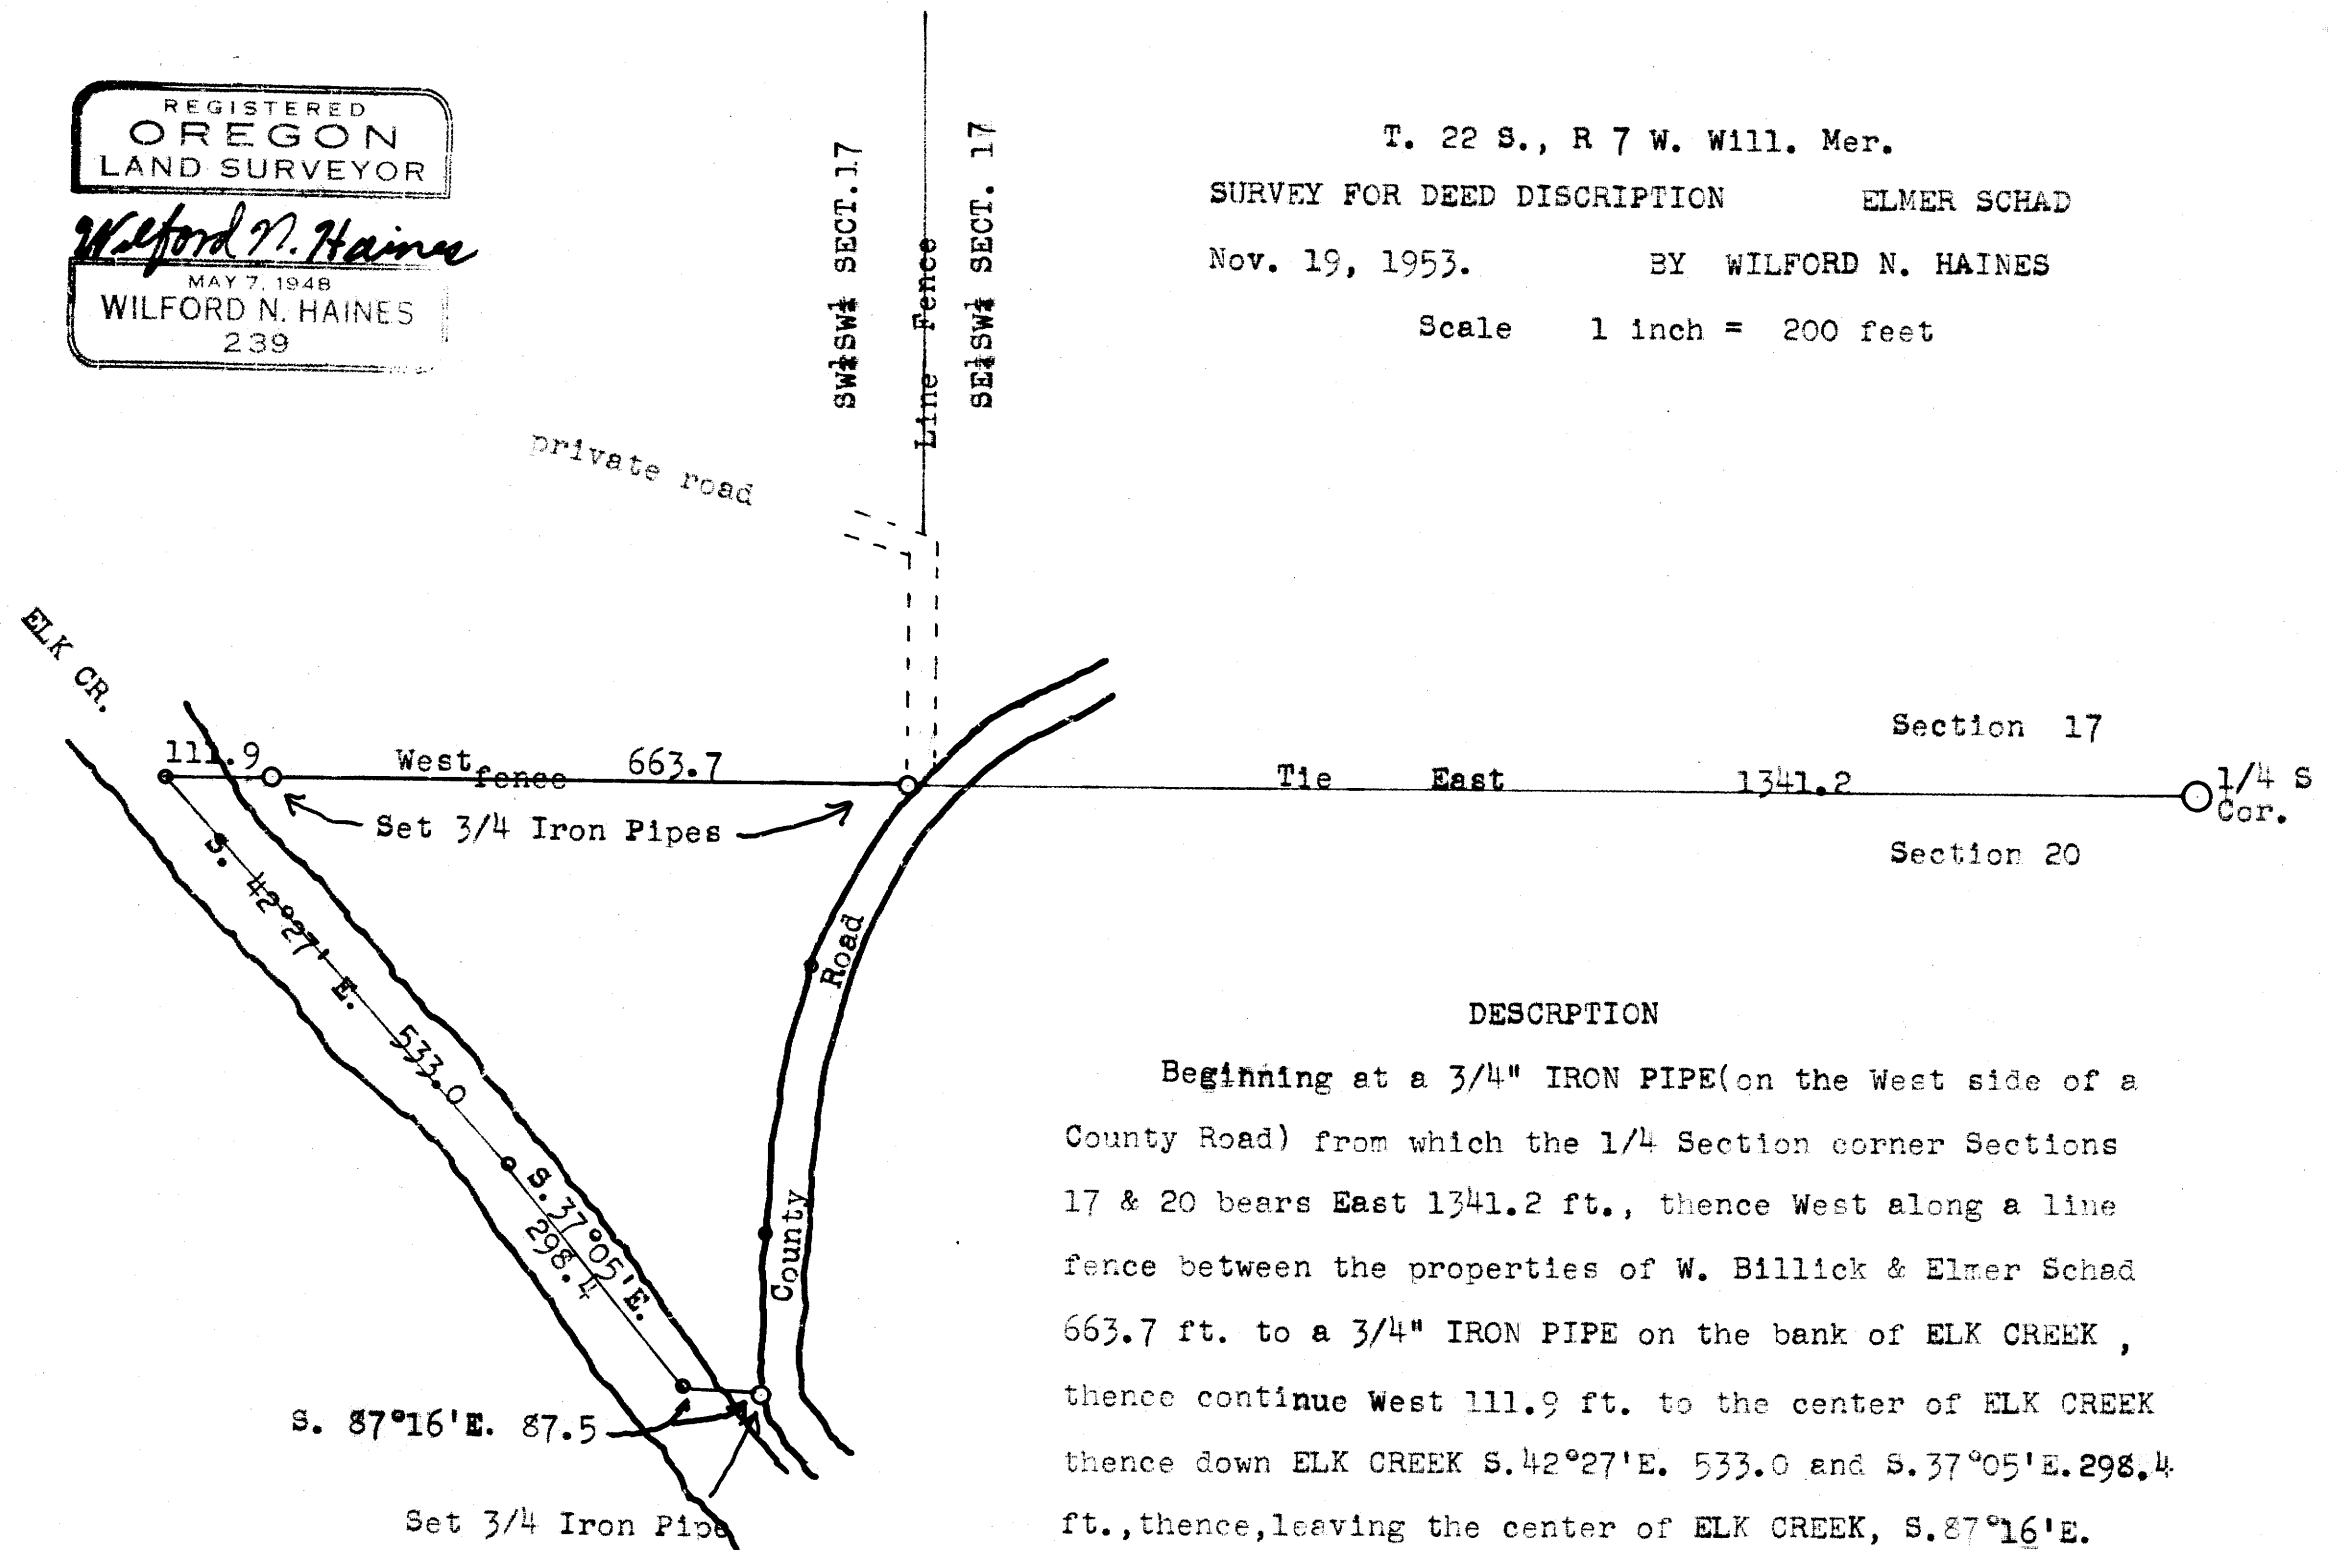 REGISTERED
OREGON
LAND SURVEYOR
Wilford N. Haines
MAY 7, 1948
WILFORD N. HAINES
239
T. 22 S., R 7 W. Will. Mer.
SURVEY FOR DEED DISCRIPTION ELMER SCHAD
Nov. 19, 1953. BY WILFORD N. HAINES
Scale 1 inch = 200 feet
SW¼SW¼ SECT.17
Line Fence
SE¼SW¼ SECT. 17
private road
ELK CR.
111.9
West
fence
663.7
Set 3/4 Iron Pipes
Tie East 1341.2
Section 17
1/4 S
Cor.
Section 20
S. 42°27' E. 533.0
S. 37°05'E.
298.4
County Road
S. 87°16'E. 87.5
Set 3/4 Iron Pipe
DESCRPTION
Beginning at a 3/4" IRON PIPE(on the West side of a
County Road) from which the 1/4 Section corner Sections
17 & 20 bears East 1341.2 ft., thence West along a line
fence between the properties of W. Billick & Elmer Schad
663.7 ft. to a 3/4" IRON PIPE on the bank of ELK CREEK ,
thence continue West 111.9 ft. to the center of ELK CREEK
thence down ELK CREEK S.42°27'E. 533.0 and S.37°05'E.298.4
ft.,thence,leaving the center of ELK CREEK, S.87°16'E.